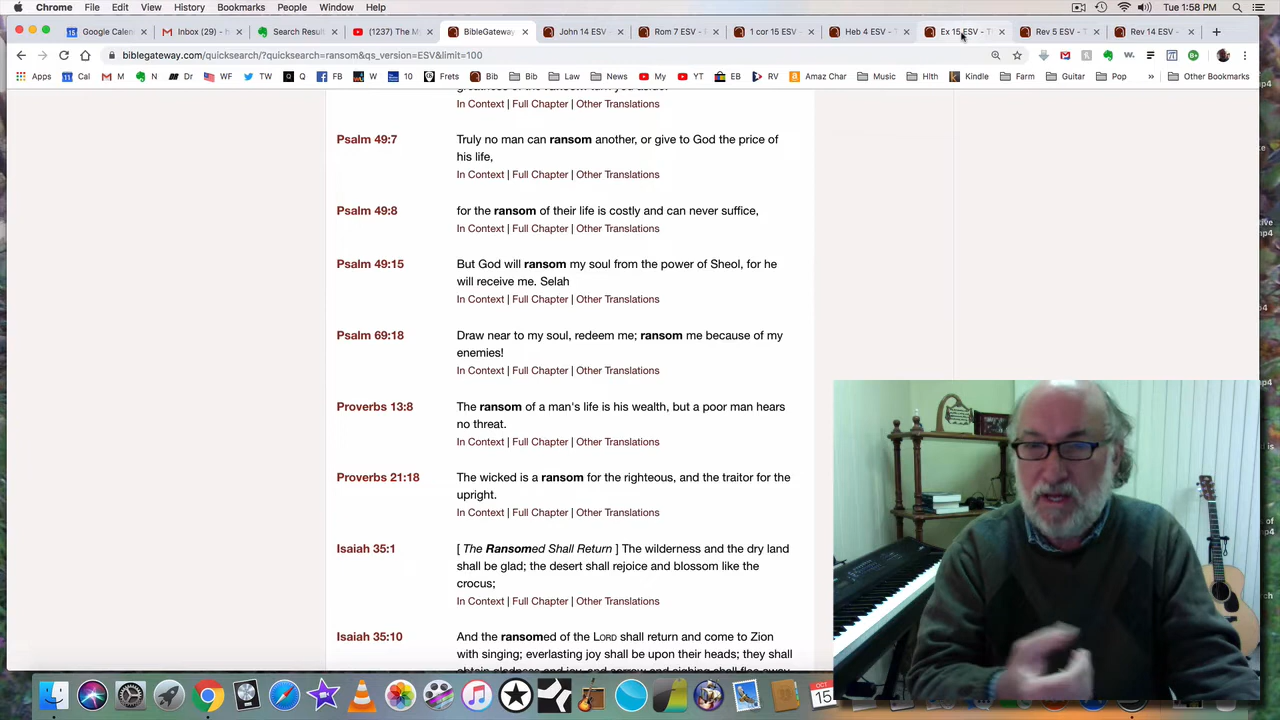 Chrome File Edit View History Bookmarks People Window Help Tue 1:58 PM
Google Calen Inbox (29) - h Search Result (1237) The M BibleGateway John 14 ESV - Rom 7 ESV - 1 cor 15 ESV - Heb 4 ESV - T Ex 15 ESV - T Rev 5 ESV - T Rev 14 ESV -
biblegateway.com/quicksearch/?quicksearch=ransom&qs_version=ESV&limit=100
Apps Cal M N Dr WF TW Q FB 10 Frets Bib Bib Law News My YT EB RV Amaz Char Music Hlth Kindle Farm Guitar Pop Other Bookmarks
In Context | Full Chapter | Other Translations
Psalm 49:7 Truly no man can ransom another, or give to God the price of
his life,
In Context | Full Chapter | Other Translations
Psalm 49:8 for the ransom of their life is costly and can never suffice,
In Context | Full Chapter | Other Translations
Psalm 49:15 But God will ransom my soul from the power of Sheol, for he
will receive me. Selah
In Context | Full Chapter | Other Translations
Psalm 69:18 Draw near to my soul, redeem me; ransom me because of my
enemies!
In Context | Full Chapter | Other Translations
Proverbs 13:8 The ransom of a man's life is his wealth, but a poor man hears
no threat.
In Context | Full Chapter | Other Translations
Proverbs 21:18 The wicked is a ransom for the righteous, and the traitor for the
upright.
In Context | Full Chapter | Other Translations
Isaiah 35:1 [ The Ransomed Shall Return ] The wilderness and the dry land
shall be glad; the desert shall rejoice and blossom like the
crocus;
In Context | Full Chapter | Other Translations
Isaiah 35:10 And the ransomed of the LORD shall return and come to Zion
with singing; everlasting joy shall be upon their heads; they shall
OCT
15